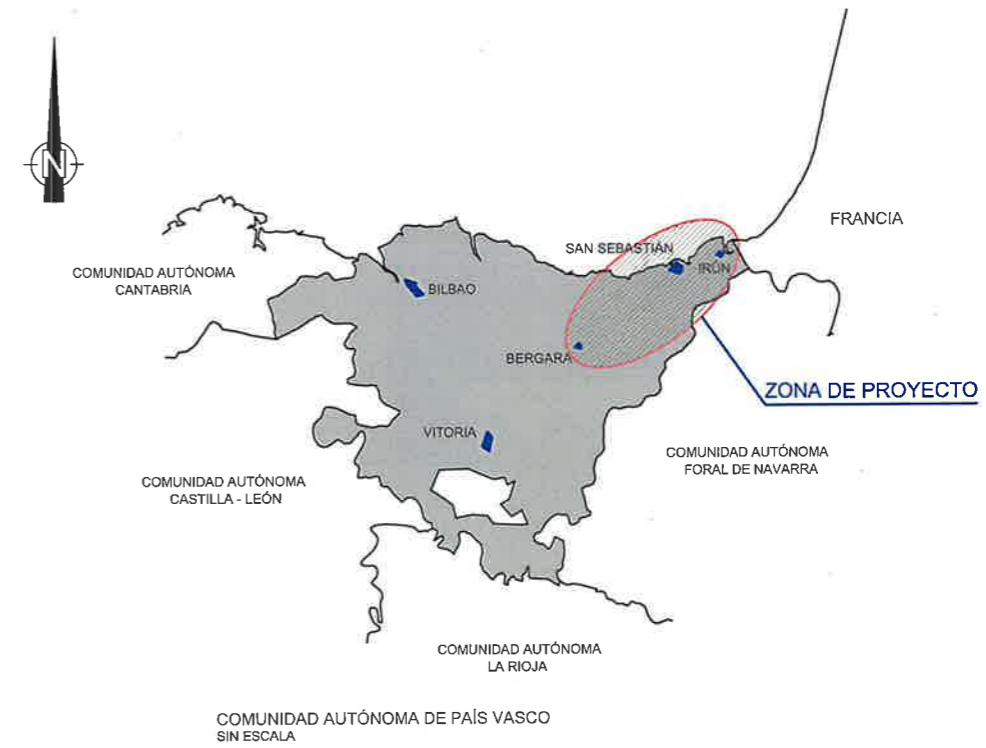 N
FRANCIA
SAN SEBASTIÁN
IRÚN
COMUNIDAD AUTÓNOMA
CANTABRIA
BILBAO
BERGARA
ZONA DE PROYECTO
VITORIA
COMUNIDAD AUTÓNOMA
FORAL DE NAVARRA
COMUNIDAD AUTÓNOMA
CASTILLA - LEÓN
COMUNIDAD AUTÓNOMA
LA RIOJA
COMUNIDAD AUTÓNOMA DE PAÍS VASCO
SIN ESCALA